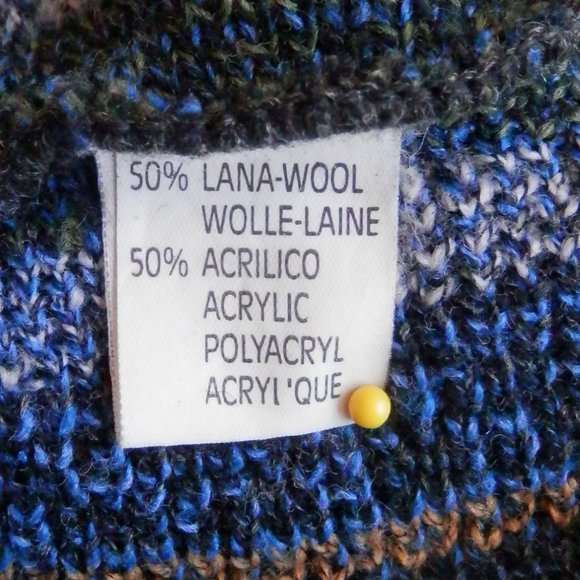 50% LANA-WOOL
WOLLE-LAINE
50% ACRILICO
ACRYLIC
POLYACRYL
ACRYL'QUE